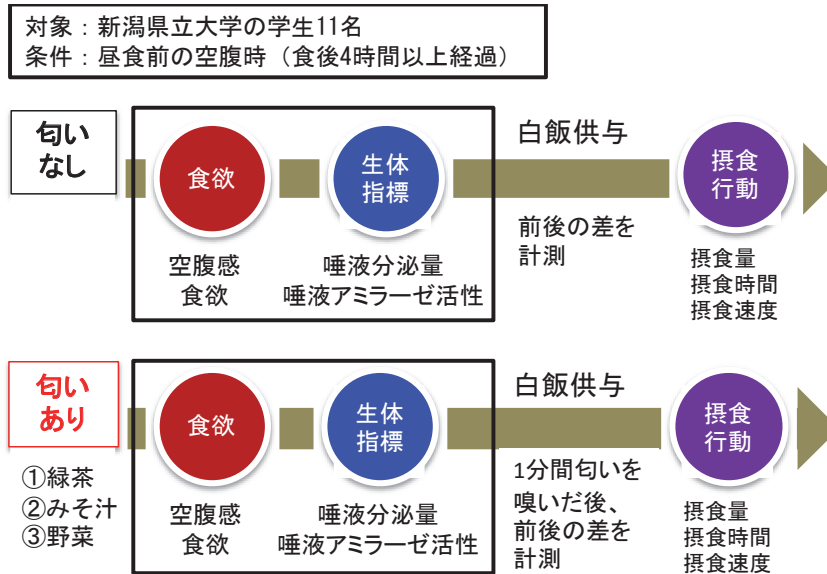 対象：新潟県立大学の学生11名
条件：昼食前の空腹時（食後4時間以上経過）
匂い
なし
食欲
生体
指標
白飯供与
摂食
行動
空腹感
食欲
唾液分泌量
唾液アミラーゼ活性
前後の差を
計測
摂食量
摂食時間
摂食速度
匂い
あり
食欲
生体
指標
白飯供与
摂食
行動
①緑茶
②みそ汁
③野菜
空腹感
食欲
唾液分泌量
唾液アミラーゼ活性
1分間匂いを
嗅いだ後、
前後の差を
計測
摂食量
摂食時間
摂食速度